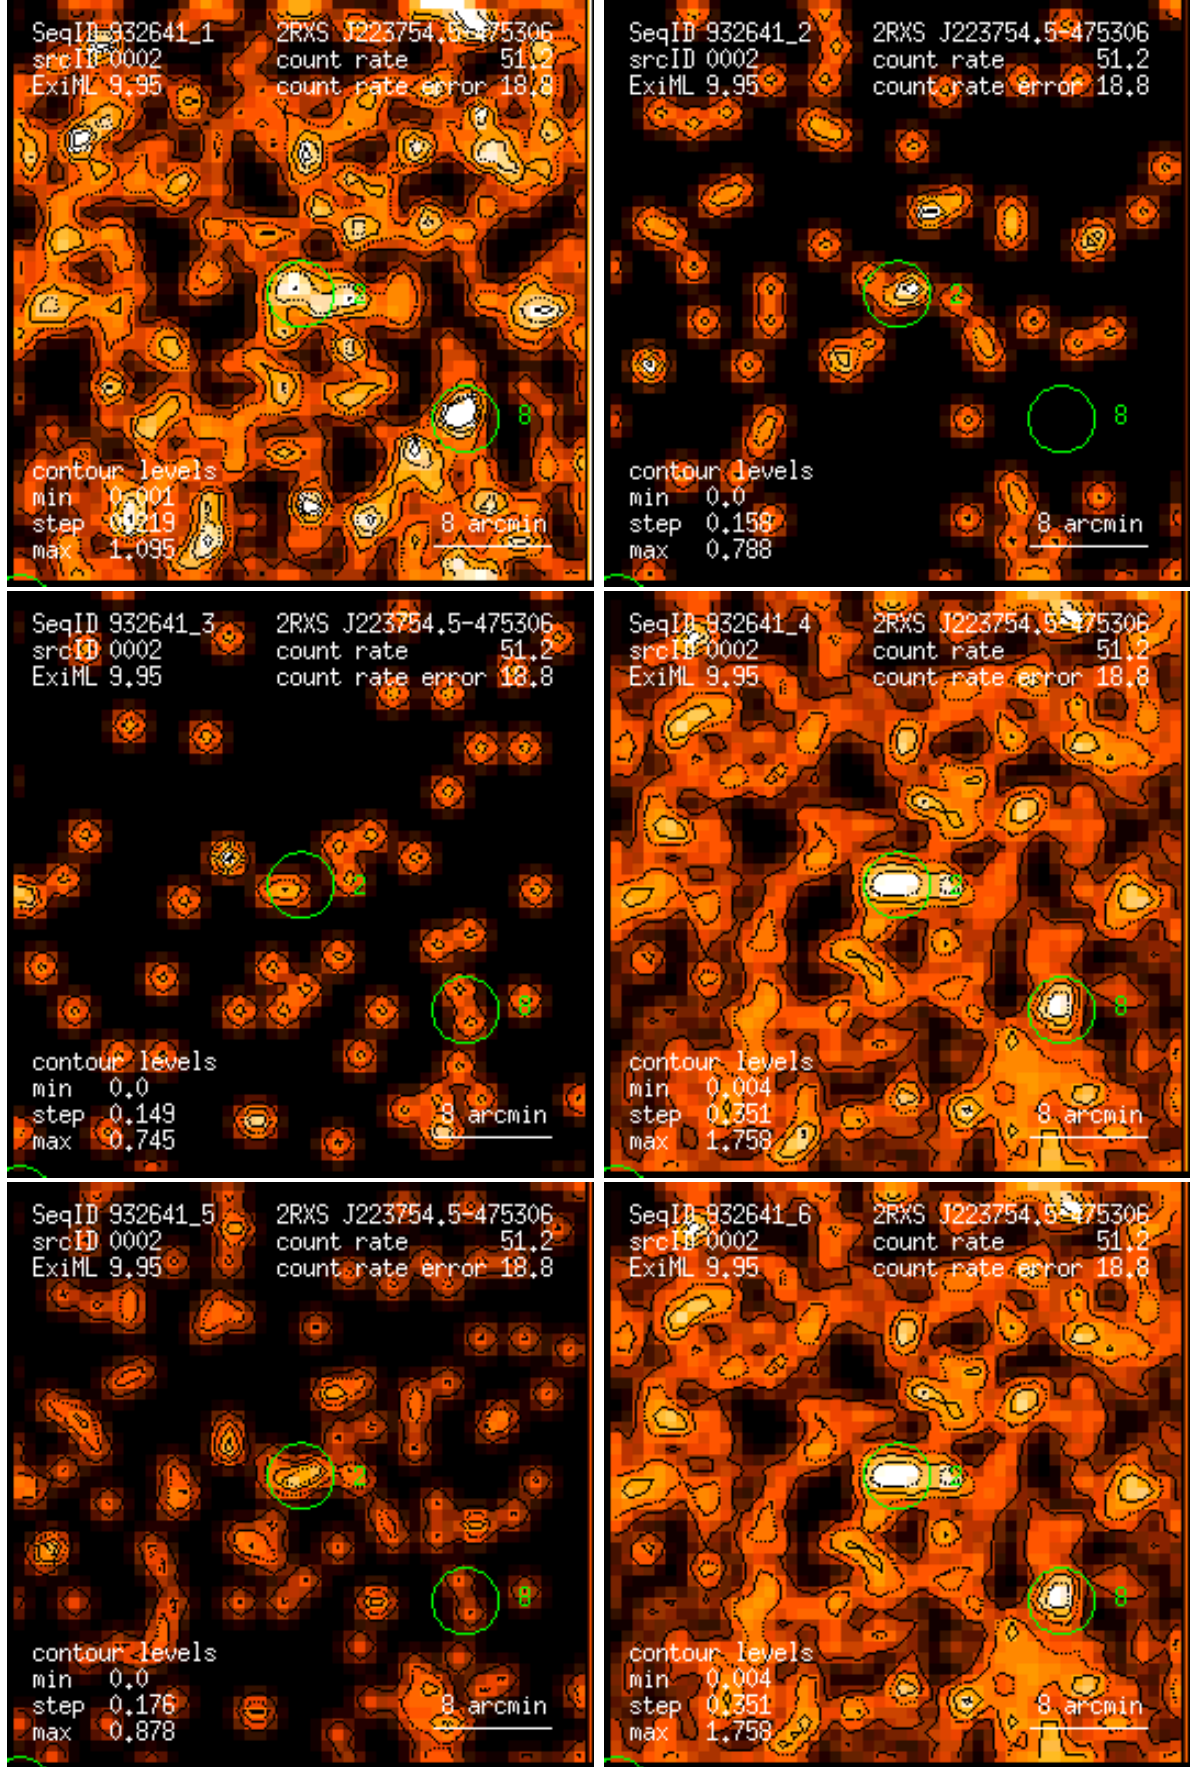 SeqID 932641_1 2RXS J223754.5-475306
srcID 0002 count rate 51.2
ExiML 9.95 count rate error 18.8
2
8
contour levels
min 0.001
step 0.219
max 1.095
8 arcmin
SeqID 932641_2 2RXS J223754.5-475306
srcID 0002 count rate 51.2
ExiML 9.95 count rate error 18.8
2
8
contour levels
min 0.0
step 0.158
max 0.788
8 arcmin
SeqID 932641_3 2RXS J223754.5-475306
srcID 0002 count rate 51.2
ExiML 9.95 count rate error 18.8
2
8
contour levels
min 0.0
step 0.149
max 0.745
8 arcmin
SeqID 932641_4 2RXS J223754.5-475306
srcID 0002 count rate 51.2
ExiML 9.95 count rate error 18.8
2
8
contour levels
min 0.004
step 0.351
max 1.758
8 arcmin
SeqID 932641_5 2RXS J223754.5-475306
srcID 0002 count rate 51.2
ExiML 9.95 count rate error 18.8
2
8
contour levels
min 0.0
step 0.176
max 0.878
8 arcmin
SeqID 932641_6 2RXS J223754.5-475306
srcID 0002 count rate 51.2
ExiML 9.95 count rate error 18.8
2
8
contour levels
min 0.004
step 0.351
max 1.758
8 arcmin